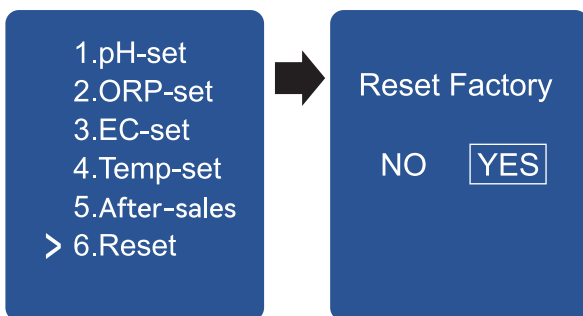 1.pH-set
2.ORP-set
3.EC-set
4.Temp-set
5.After-sales
> 6.Reset
Reset Factory
NO YES